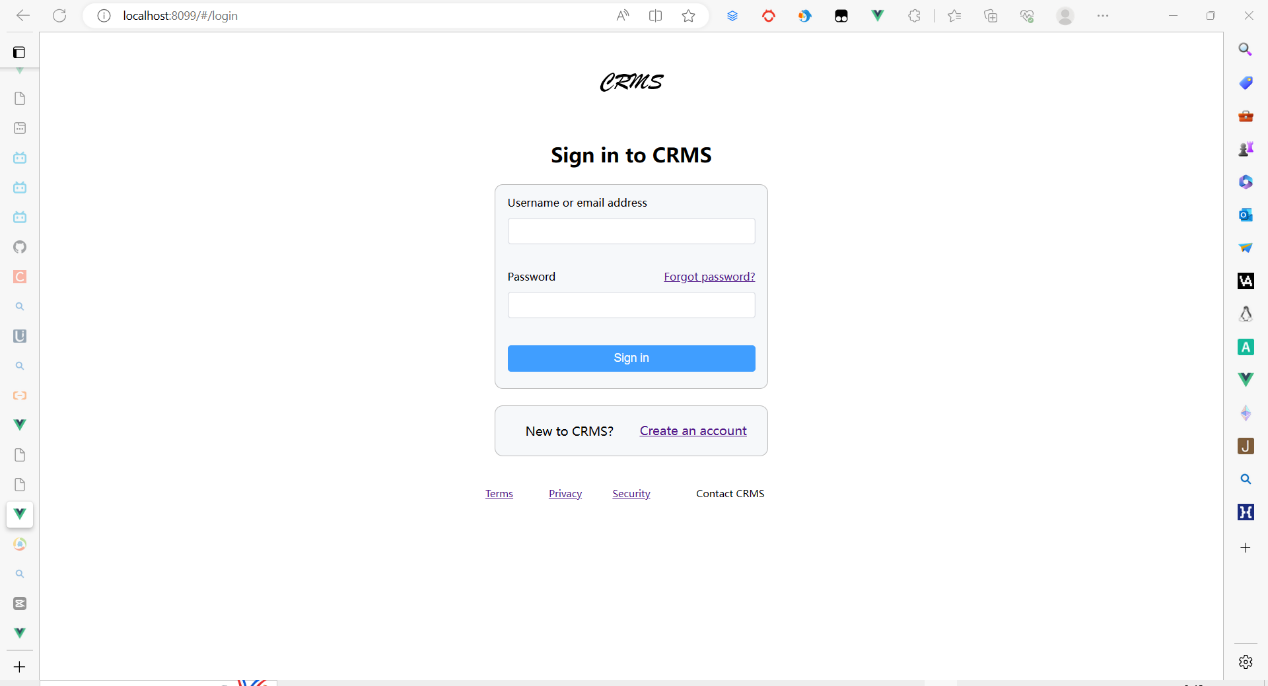 localhost:8099/#/login
CRMS
Sign in to CRMS
Username or email address
Password Forgot password?
Sign in
New to CRMS? Create an account
Terms Privacy Security Contact CRMS